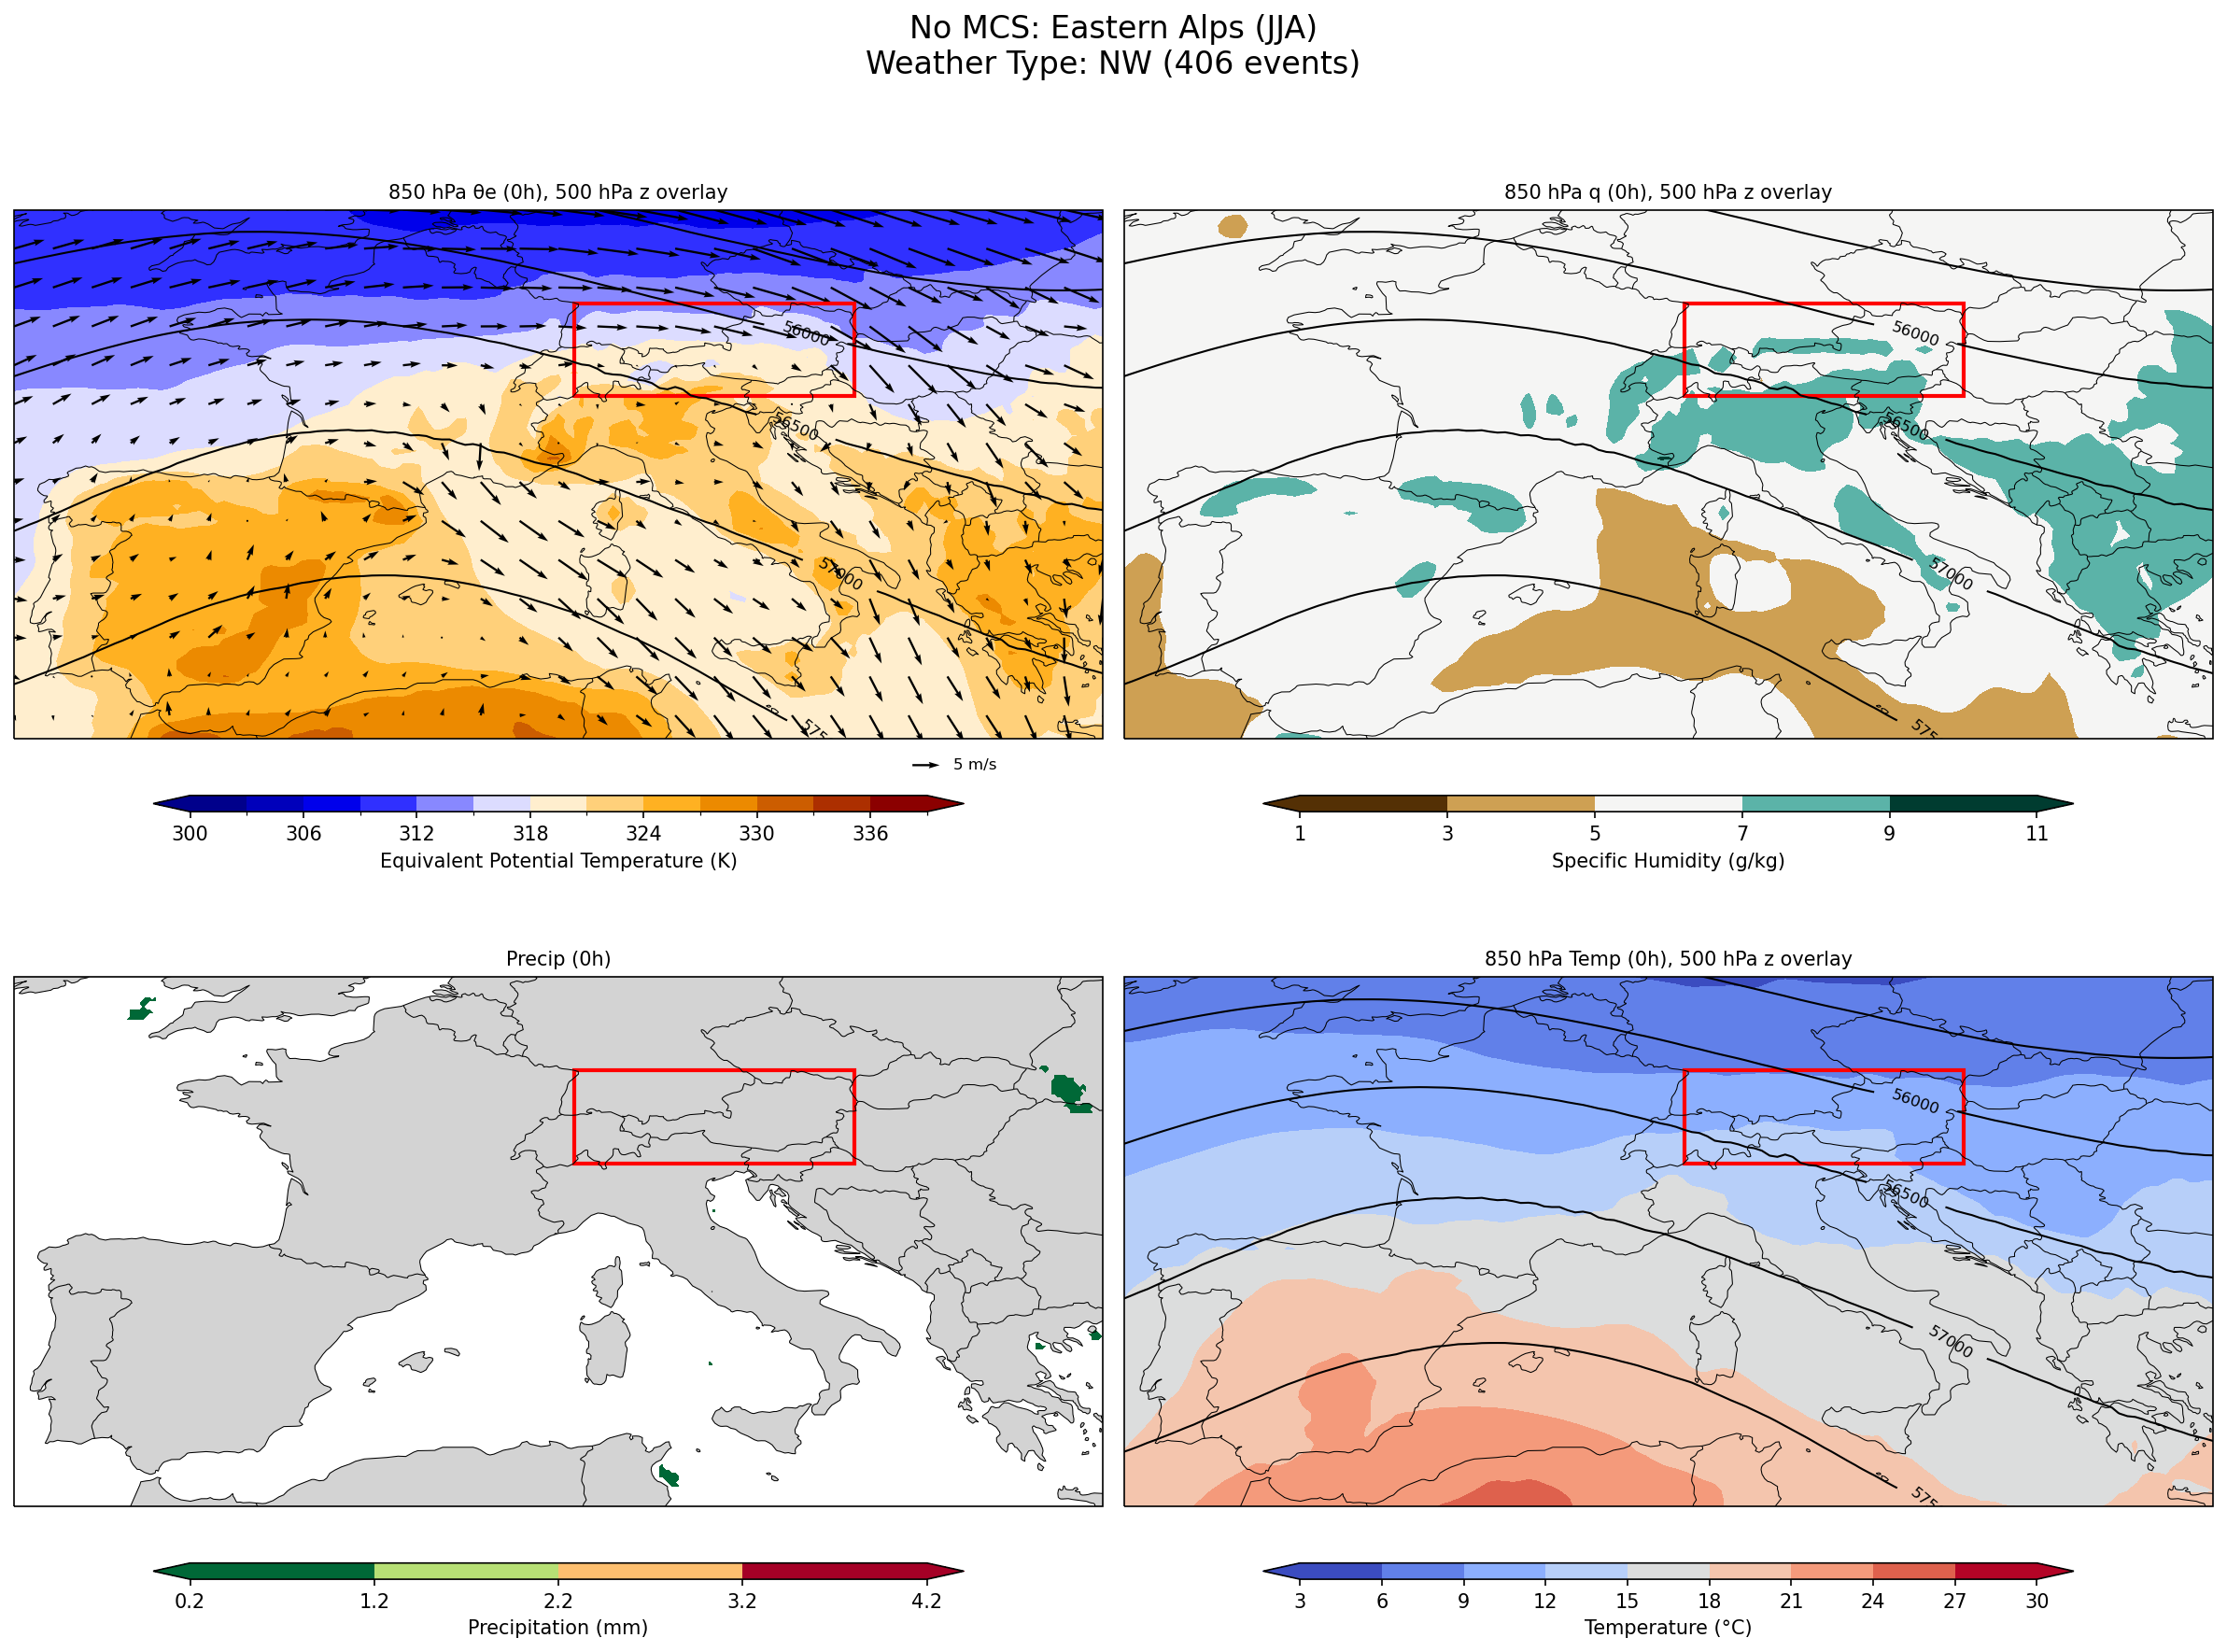 No MCS: Eastern Alps (JJA)
Weather Type: NW (406 events)
850 hPa θe (0h), 500 hPa z overlay
56000
56500
57000
575
5 m/s
300 306 312 318 324 330 336
Equivalent Potential Temperature (K)
850 hPa q (0h), 500 hPa z overlay
56000
56500
57000
575
1 3 5 7 9 11
Specific Humidity (g/kg)
Precip (0h)
0.2 1.2 2.2 3.2 4.2
Precipitation (mm)
850 hPa Temp (0h), 500 hPa z overlay
56000
56500
57000
575
3 6 9 12 15 18 21 24 27 30
Temperature (°C)